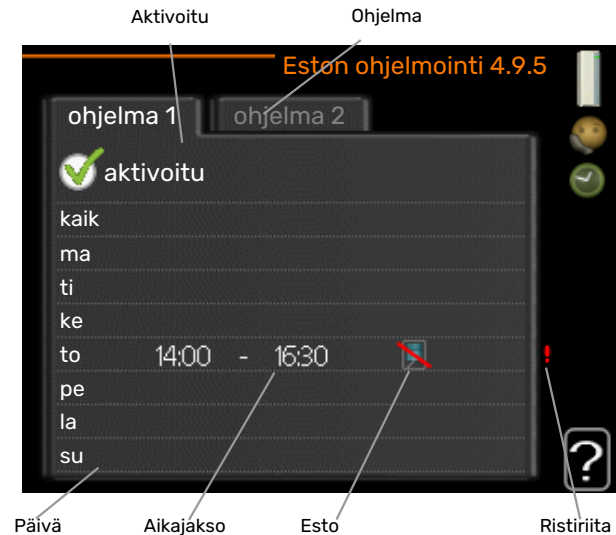 Aktivoitu Ohjelma
Eston ohjelmointi 4.9.5
ohjelma 1 ohjelma 2
aktivoitu
kaik
ma
ti
ke
to 14:00 - 16:30 !
pe
la
su
?
Päivä Aikajakso Esto Ristiriita